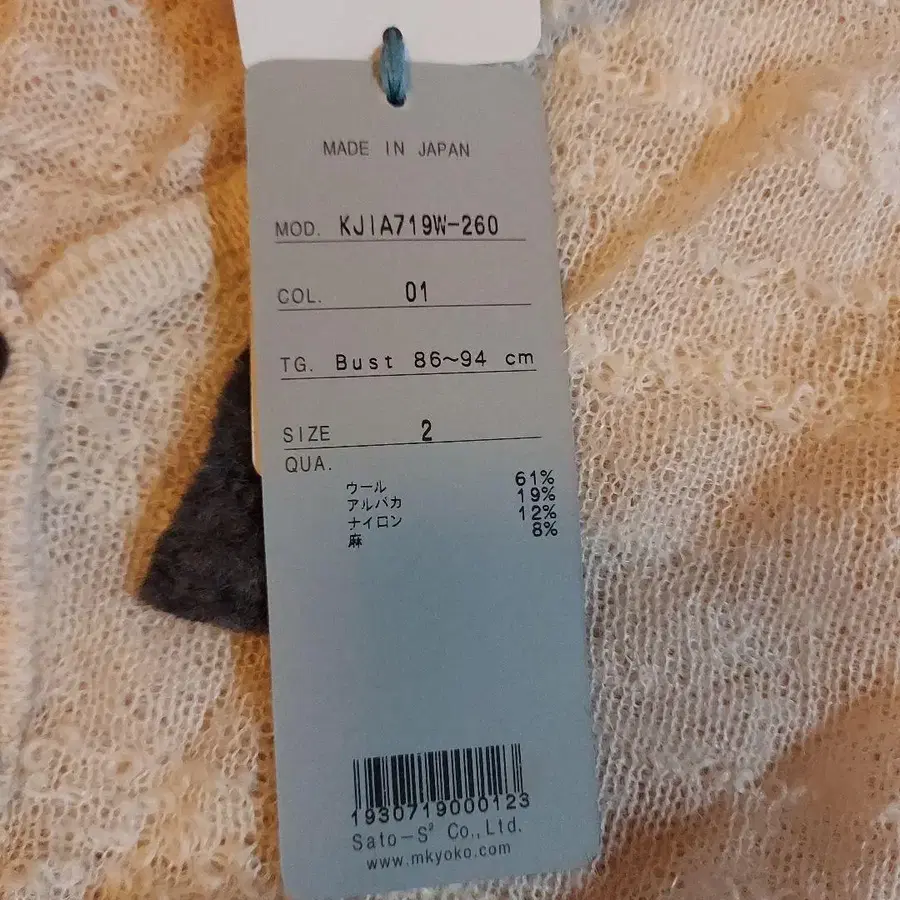 MADE IN JAPAN
MOD. KJIA719W-260
COL. 01
TG. Bust 86~94 cm
SIZE 2
QUA.
ウール 61%
アルパカ 19%
ナイロン 12%
麻 8%
1930719000123
Sato-S² Co., Ltd.
www.mkyoko.com